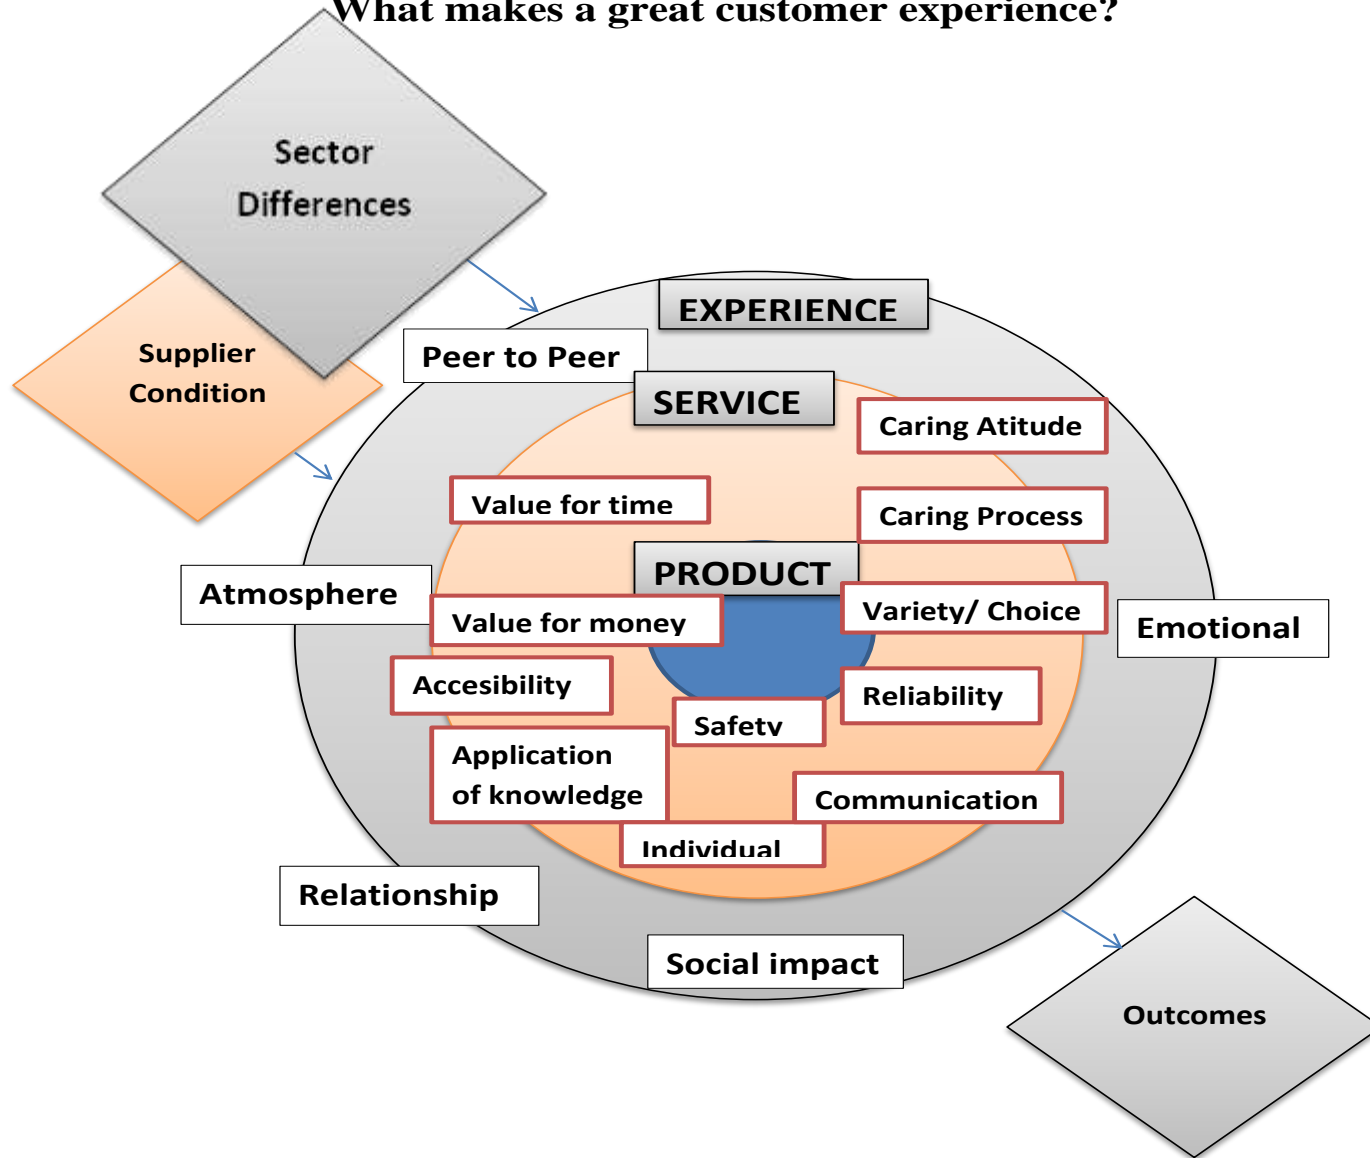 What makes a great customer experience?
Sector
Differences
Supplier
Condition
EXPERIENCE
Peer to Peer
SERVICE
Caring Atitude
Value for time
Caring Process
PRODUCT
Atmosphere
Value for money
Variety/ Choice
Emotional
Accesibility
Reliability
Safety
Application
of knowledge
Communication
Individual
Relationship
Social impact
Outcomes